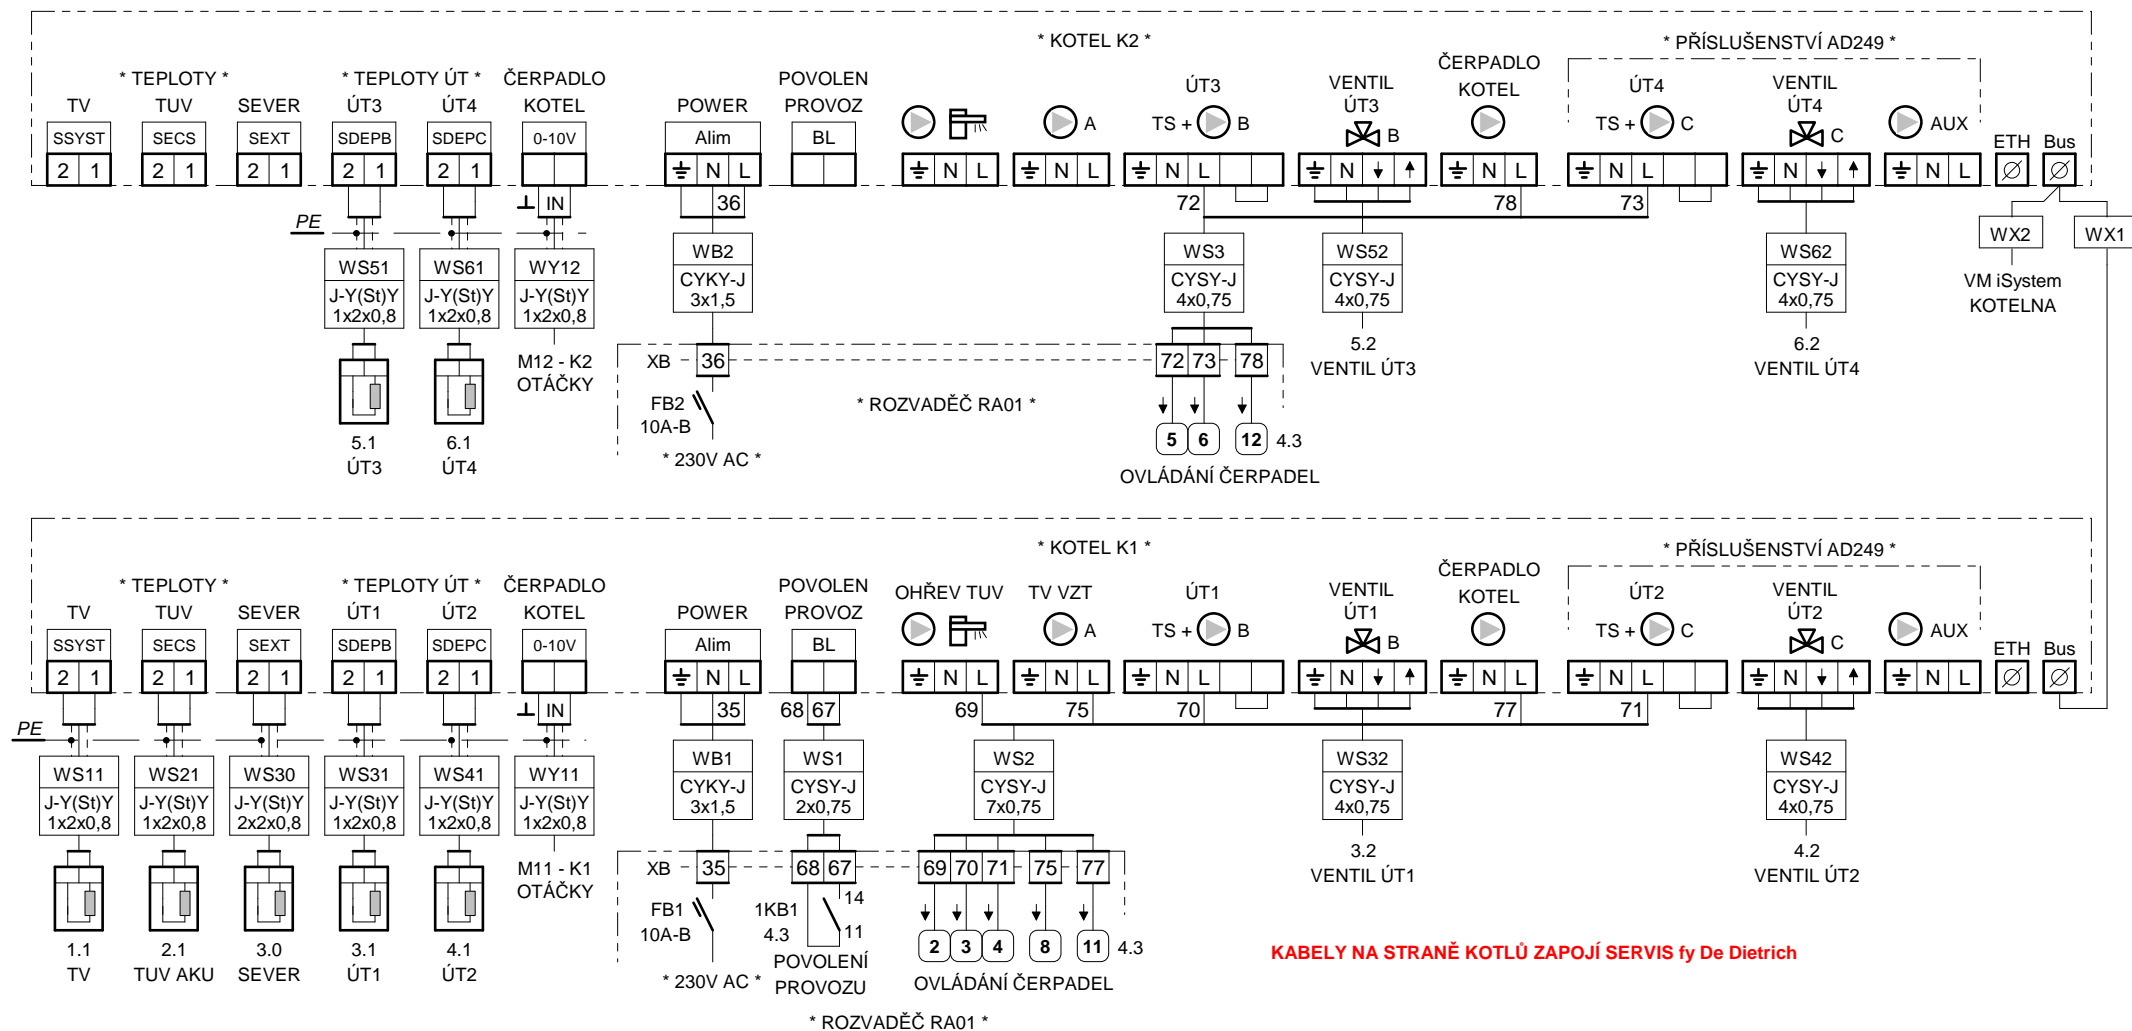 * KOTEL K2 *
* PŘÍSLUŠENSTVÍ AD249 *
* TEPLOTY * * TEPLOTY ÚT * ČERPADLO POVOLEN ČERPADLO
TV TUV SEVER ÚT3 ÚT4 KOTEL POWER PROVOZ ÚT3 VENTIL ÚT3 KOTEL ÚT4 VENTIL ÚT4
SSYST SECS SEXT SDEPB SDEPC 0-10V Alim BL A TS + B B TS + C C AUX ETH Bus
2 1 2 1 2 1 2 1 2 1 N L N L N L N L N N L N L N N L
IN 36 72 78 73
PE
WS51 WS61 WY12 WB2 WS3 WS52 WS62 WX2 WX1
J-Y(St)Y J-Y(St)Y J-Y(St)Y CYKY-J CYSY-J CYSY-J CYSY-J VM iSystem
1x2x0,8 1x2x0,8 1x2x0,8 3x1,5 4x0,75 4x0,75 4x0,75 KOTELNA
M12 - K2 XB 36 72 73 78 5.2 6.2
OTÁČKY VENTIL ÚT3 VENTIL ÚT4
FB2 * ROZVADĚČ RA01 *
10A-B
5.1 6.1 5 6 12 4.3
ÚT3 ÚT4 * 230V AC *
OVLÁDÁNÍ ČERPADEL
* KOTEL K1 *
* PŘÍSLUŠENSTVÍ AD249 *
* TEPLOTY * * TEPLOTY ÚT * ČERPADLO POVOLEN OHŘEV TUV TV VZT ČERPADLO
TV TUV SEVER ÚT1 ÚT2 KOTEL POWER PROVOZ ÚT1 VENTIL ÚT1 KOTEL ÚT2 VENTIL ÚT2
SSYST SECS SEXT SDEPB SDEPC 0-10V Alim BL A TS + B B TS + C C AUX ETH Bus
2 1 2 1 2 1 2 1 2 1 N L N L N L N L N N L N L N N L
IN 35 68 67 69 75 70 77 71
PE
WS11 WS21 WS30 WS31 WS41 WY11 WB1 WS1 WS2 WS32 WS42
J-Y(St)Y J-Y(St)Y J-Y(St)Y J-Y(St)Y J-Y(St)Y J-Y(St)Y CYKY-J CYSY-J CYSY-J CYSY-J CYSY-J
1x2x0,8 1x2x0,8 2x2x0,8 1x2x0,8 1x2x0,8 1x2x0,8 3x1,5 2x0,75 7x0,75 4x0,75 4x0,75
M11 - K1 XB 35 68 67 69 70 71 75 77 3.2 4.2
OTÁČKY VENTIL ÚT1 VENTIL ÚT2
FB1 1KB1 14
10A-B 4.3 11
1.1 2.1 3.0 3.1 4.1 2 3 4 8 11 4.3
TV TUV AKU SEVER ÚT1 ÚT2 * 230V AC * POVOLENÍ OVLÁDÁNÍ ČERPADEL
PROVOZU
KABELY NA STRANĚ KOTLŮ ZAPOJÍ SERVIS fy De Dietrich
* ROZVADĚČ RA01 *